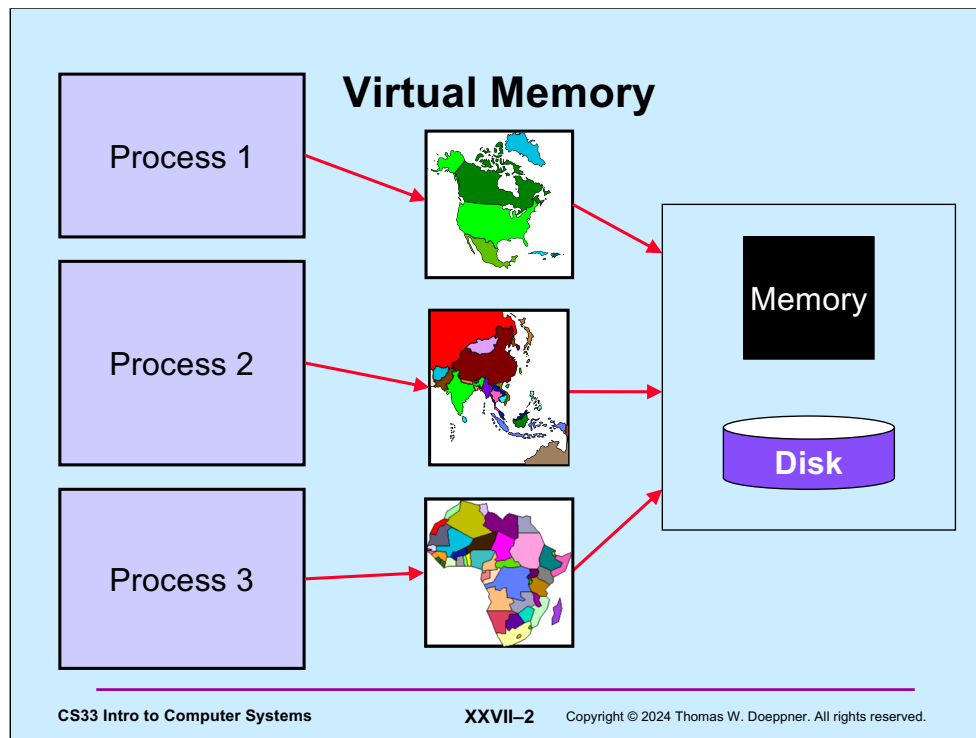 Virtual Memory
Process 1
Process 2
Process 3
Memory
Disk
CS33 Intro to Computer Systems
XXVII–2
Copyright © 2024 Thomas W. Doeppner. All rights reserved.